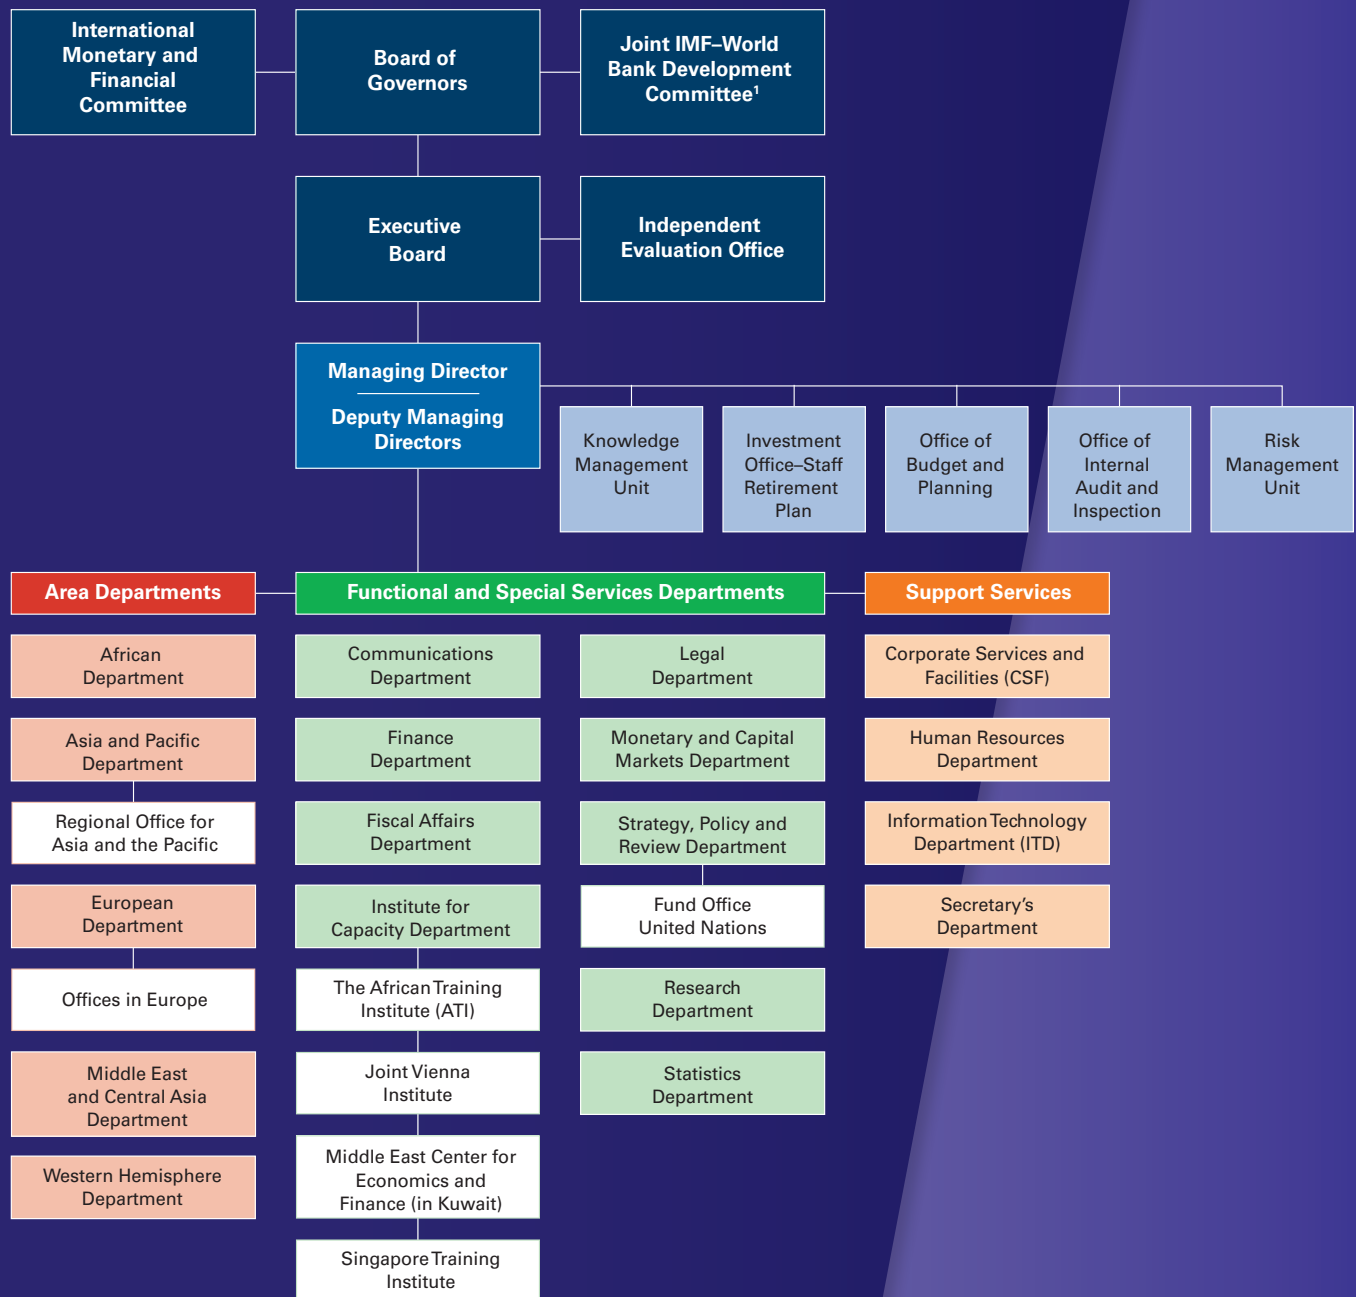 International
Monetary and
Financial
Committee
Board of
Governors
Joint IMF–World
Bank Development
Committee¹
Executive
Board
Independent
Evaluation Office
Managing Director
Deputy Managing
Directors
Knowledge
Management
Unit
Investment
Office–Staff
Retirement
Plan
Office of
Budget and
Planning
Office of
Internal
Audit and
Inspection
Risk
Management
Unit
Area Departments
Functional and Special Services Departments
Support Services
African
Department
Asia and Pacific
Department
Regional Office for
Asia and the Pacific
European
Department
Offices in Europe
Middle East
and Central Asia
Department
Western Hemisphere
Department
Communications
Department
Finance
Department
Fiscal Affairs
Department
Institute for
Capacity Department
The African Training
Institute (ATI)
Joint Vienna
Institute
Middle East Center for
Economics and
Finance (in Kuwait)
Singapore Training
Institute
Legal
Department
Monetary and Capital
Markets Department
Strategy, Policy and
Review Department
Fund Office
United Nations
Research
Department
Statistics
Department
Corporate Services and
Facilities (CSF)
Human Resources
Department
Information Technology
Department (ITD)
Secretary’s
Department